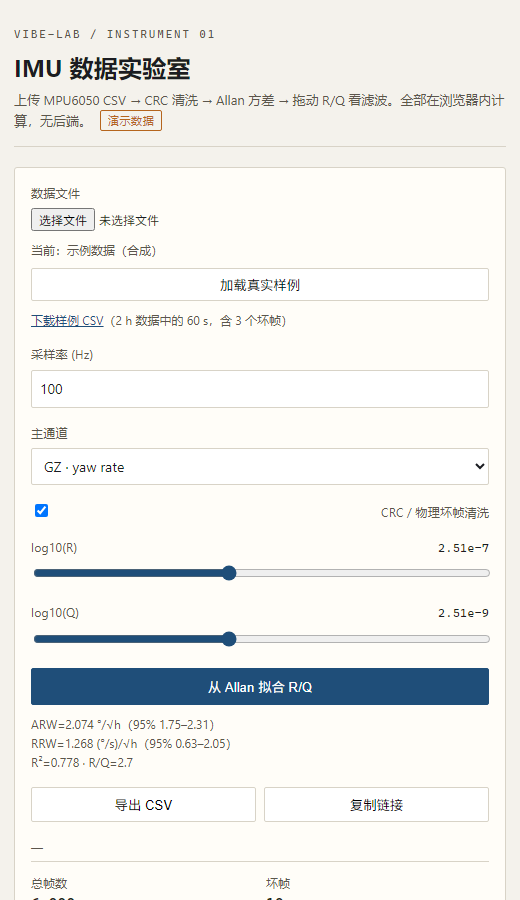 VIBE-LAB / INSTRUMENT 01
IMU 数据实验室
上传 MPU6050 CSV → CRC 清洗 → Allan 方差 → 拖动 R/Q 看滤波。全部在浏览器内计
算，无后端。 演示数据
数据文件
选择文件 未选择文件
当前：示例数据（合成）
加载真实样例
下载样例 CSV（2 h 数据中的 60 s，含 3 个坏帧）
采样率 (Hz)
100
主通道
GZ · yaw rate
CRC / 物理坏帧清洗
log10(R) 2.51e-7
log10(Q) 2.51e-9
从 Allan 拟合 R/Q
ARW=2.074 °/√h（95% 1.75–2.31）
RRW=1.268 (°/s)/√h（95% 0.63–2.05）
R²=0.778 · R/Q=2.7
导出 CSV 复制链接
—
总帧数 坏帧